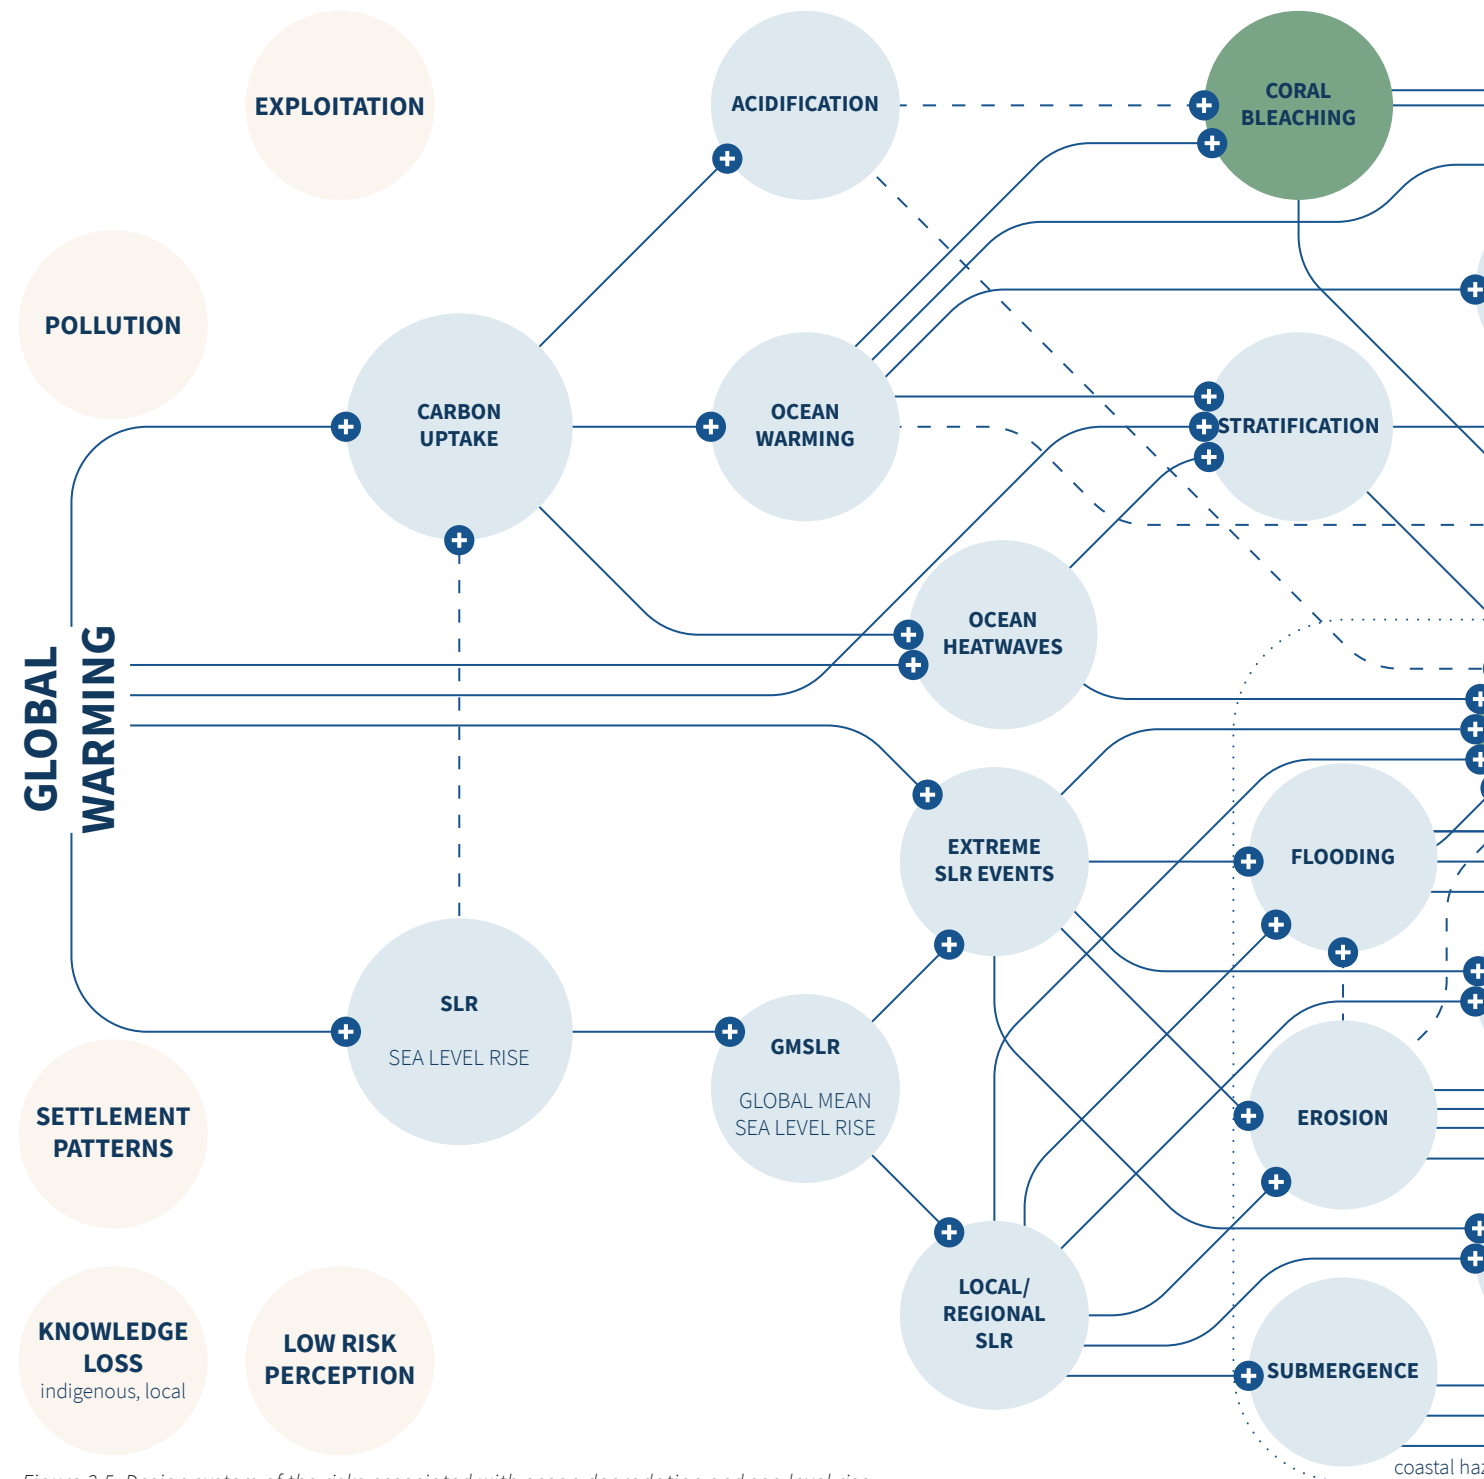 EXPLOITATION
ACIDIFICATION
CORAL
BLEACHING
POLLUTION
CARBON
UPTAKE
OCEAN
WARMING
STRATIFICATION
OCEAN
HEATWAVES
GLOBAL
WARMING
EXTREME
SLR EVENTS
FLOODING
SLR
SEA LEVEL RISE
GMSLR
GLOBAL MEAN
SEA LEVEL RISE
EROSION
SETTLEMENT
PATTERNS
LOCAL/
REGIONAL
SLR
SUBMERGENCE
KNOWLEDGE
LOSS
indigenous, local
LOW RISK
PERCEPTION
coastal haz